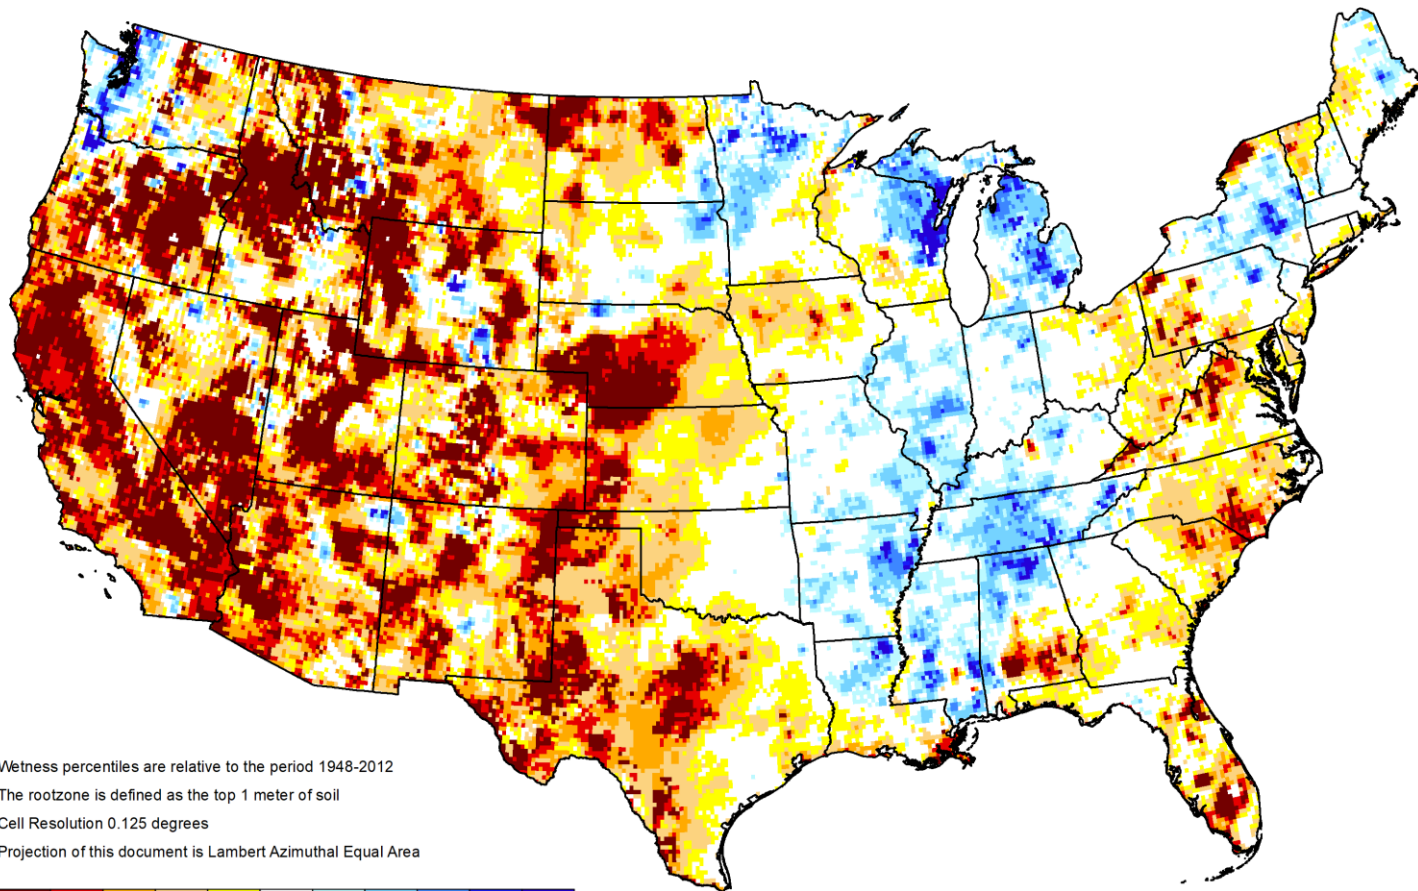 Wetness percentiles are relative to the period 1948-2012
The rootzone is defined as the top 1 meter of soil
Cell Resolution 0.125 degrees
Projection of this document is Lambert Azimuthal Equal Area